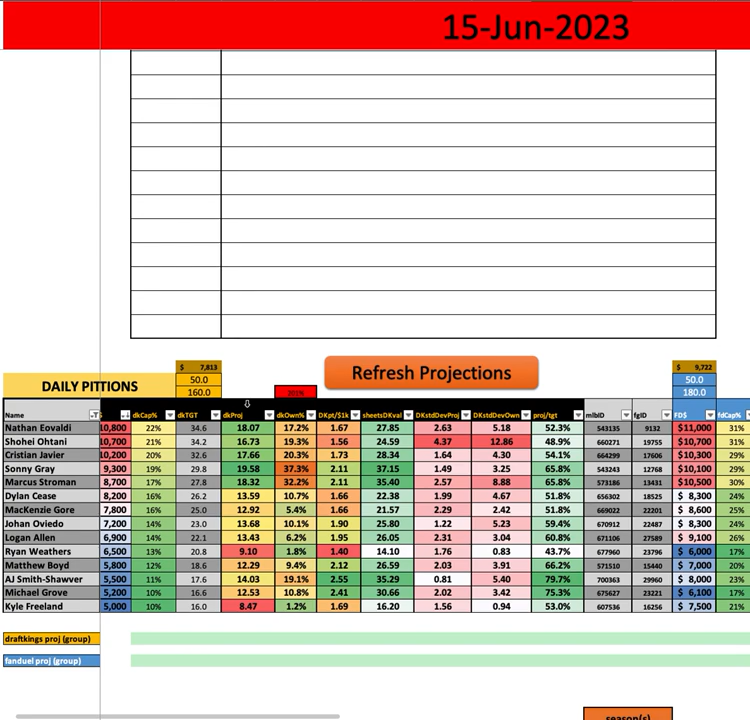 15-Jun-2023
$ 7,813
$ 9,722
DAILY PITTIONS
50.0
Refresh Projections
50.0
160.0
201%
180.0
Name dkCap% dkTGT dkProj dkOwn% DKpt/$1k sheetsDKval DKstdDevProj DKstdDevOwn proj/tgt mlbID fgID FD$ fdCap%
Nathan Eovaldi 10,800 22% 34.6 18.07 17.2% 1.67 27.85 2.63 5.18 52.3% 543135 9132 $11,000 31%
Shohei Ohtani 10,700 21% 34.2 16.73 19.3% 1.56 24.59 4.37 12.86 48.9% 660271 19755 $10,700 31%
Cristian Javier 10,200 20% 32.6 17.66 20.3% 1.73 28.34 1.64 4.30 54.1% 664299 17606 $10,300 29%
Sonny Gray 9,300 19% 29.8 19.58 37.3% 2.11 37.15 1.49 3.25 65.8% 543243 12768 $10,100 29%
Marcus Stroman 8,700 17% 27.8 18.32 32.2% 2.11 35.40 2.57 8.88 65.8% 573186 13431 $10,500 30%
Dylan Cease 8,200 16% 26.2 13.59 10.7% 1.66 22.38 1.99 4.67 51.8% 656302 18525 $ 8,300 24%
MacKenzie Gore 7,800 16% 25.0 12.92 5.4% 1.66 21.57 2.29 2.42 51.8% 669022 22201 $ 8,600 25%
Johan Oviedo 7,200 14% 23.0 13.68 10.1% 1.90 25.80 1.22 5.23 59.4% 670912 22487 $ 8,300 24%
Logan Allen 6,900 14% 22.1 13.43 6.2% 1.95 26.05 2.31 3.04 60.8% 671106 27589 $ 9,100 26%
Ryan Weathers 6,500 13% 20.8 9.10 1.8% 1.40 14.10 1.76 0.83 43.7% 677960 23796 $ 6,000 17%
Matthew Boyd 5,800 12% 18.6 12.29 9.4% 2.12 26.59 2.03 3.91 66.2% 571510 15440 $ 7,000 20%
AJ Smith-Shawver 5,500 11% 17.6 14.03 19.1% 2.55 35.29 0.81 5.40 79.7% 700363 29960 $ 8,000 23%
Michael Grove 5,200 10% 16.6 12.53 10.8% 2.41 30.66 2.02 3.42 75.3% 675627 23221 $ 6,100 17%
Kyle Freeland 5,000 10% 16.0 8.47 1.2% 1.69 16.20 1.56 0.94 53.0% 607536 16256 $ 7,500 21%
draftkings proj (group)
fanduel proj (group)
season(s)